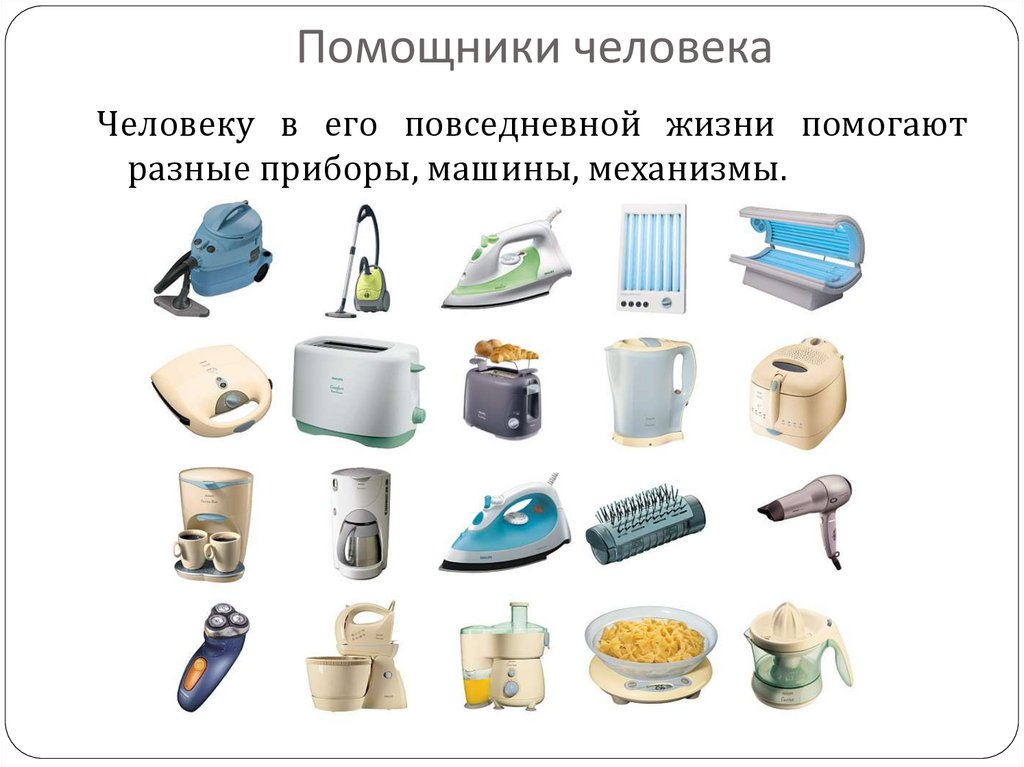 Помощники человека
Человеку в его повседневной жизни помогают
разные приборы, машины, механизмы.